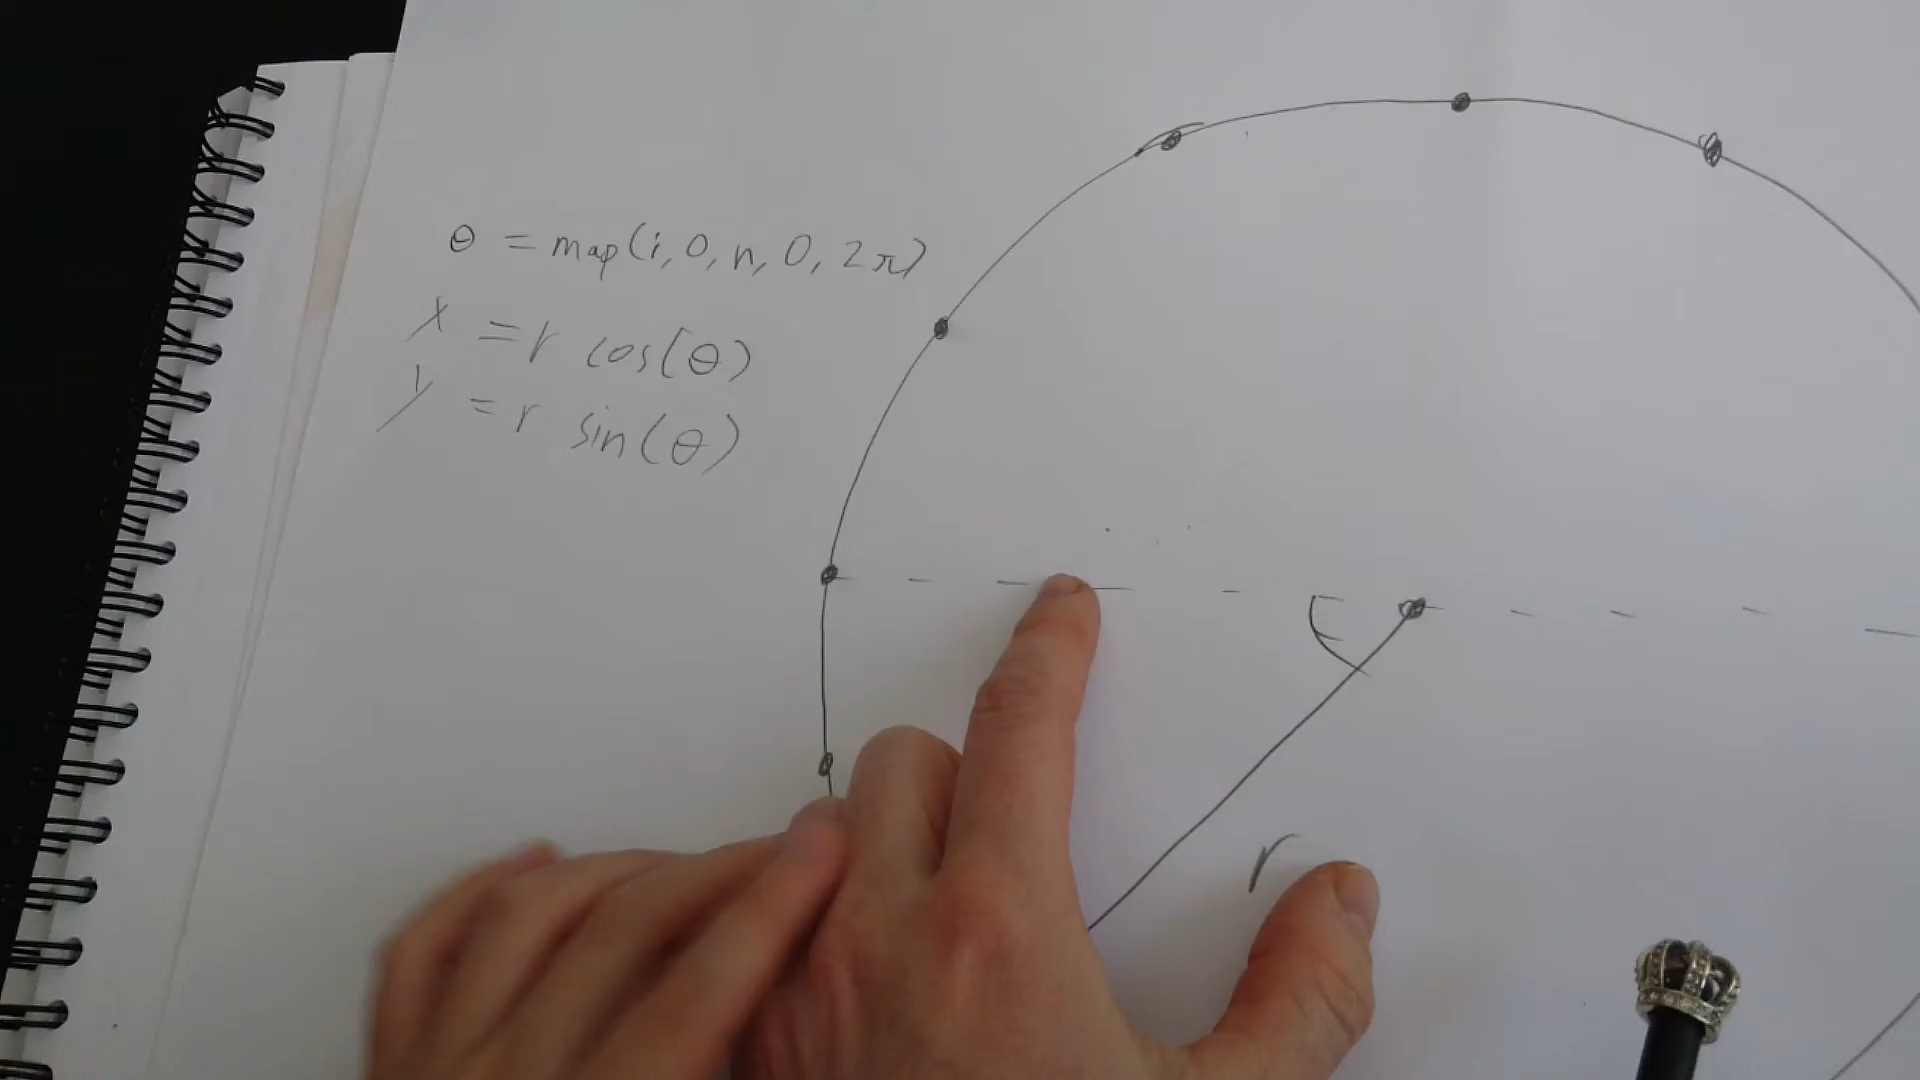 θ = map(i, 0, n, 0, 2π)
x = r cos(θ)
y = r sin(θ)
r